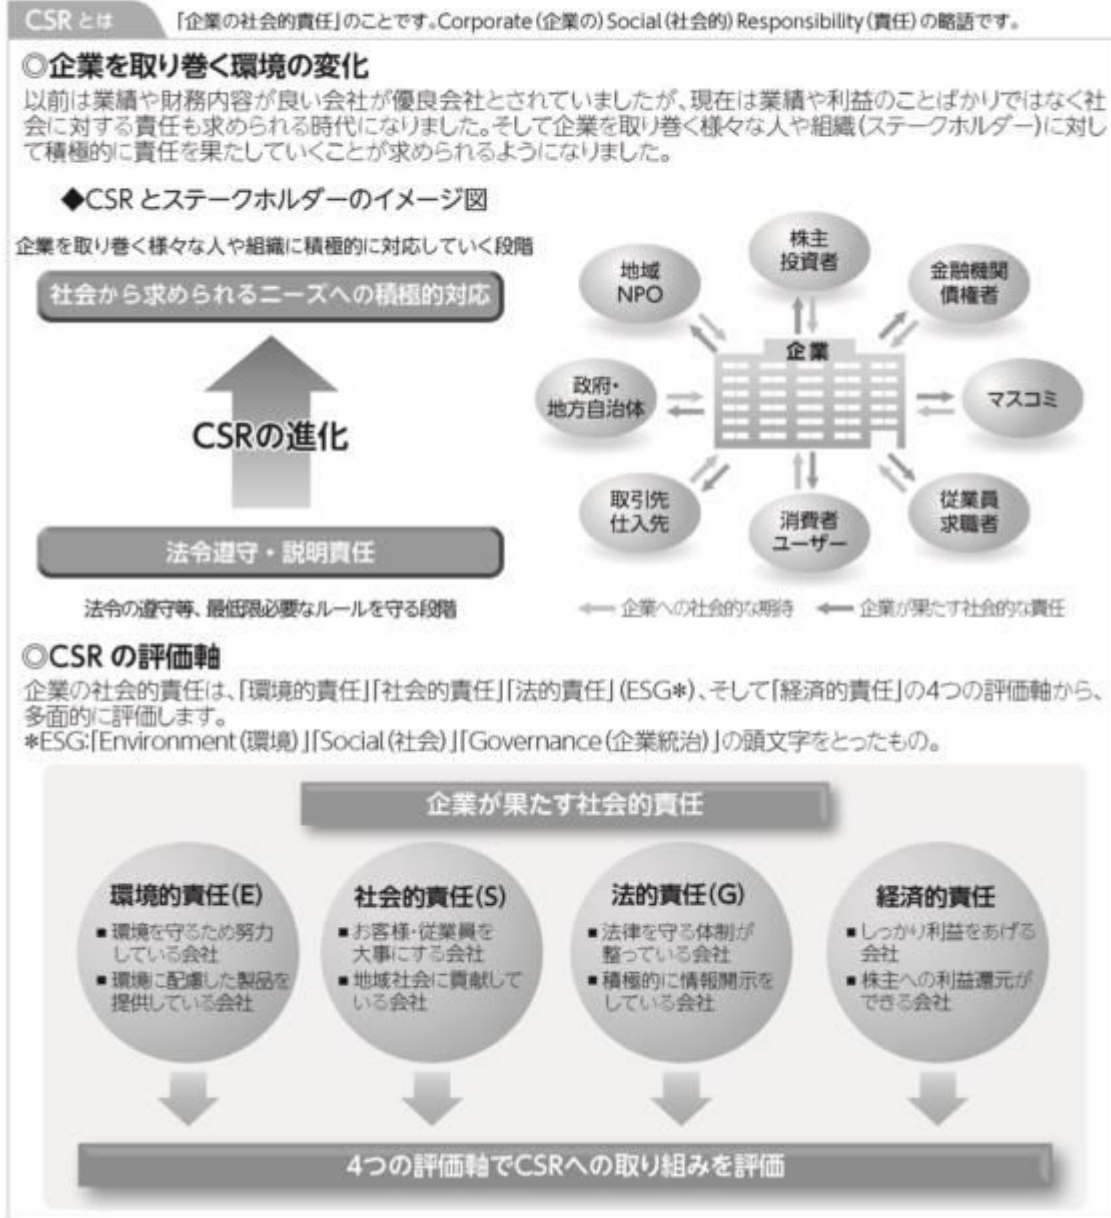 CSRとは
「企業の社会的責任」のことです。Corporate(企業の)Social(社会的)Responsibility(責任)の略語です。
◎企業を取り巻く環境の変化
以前は業績や財務内容が良い会社が優良会社とされていましたが、現在は業績や利益のことばかりではなく社
会に対する責任も求められる時代になりました。そして企業を取り巻く様々な人や組織(ステークホルダー)に対し
て積極的に責任を果たしていくことが求められるようになりました。
◆CSRとステークホルダーのイメージ図
企業を取り巻く様々な人や組織に積極的に対応していく段階
社会から求められるニーズへの積極的対応
CSRの進化
法令遵守・説明責任
法令の遵守等、最低限必要なルールを守る段階
株主
投資者
地域
NPO
金融機関
債権者
企業
政府・
地方自治体
マスコミ
取引先
仕入先
消費者
ユーザー
従業員
求職者
企業への社会的な期待
企業が果たす社会的な責任
◎CSRの評価軸
企業の社会的責任は、「環境的責任」「社会的責任」「法的責任」(ESG*)、そして「経済的責任」の4つの評価軸から、
多面的に評価します。
*ESG:「Environment(環境)」「Social(社会)」「Governance(企業統治)」の頭文字をとったもの。
企業が果たす社会的責任
環境的責任(E)
■環境を守るため努力
している会社
■環境に配慮した製品を
提供している会社
社会的責任(S)
■お客様・従業員を
大事にする会社
■地域社会に貢献して
いる会社
法的責任(G)
■法律を守る体制が
整っている会社
■積極的に情報開示を
している会社
経済的責任
■しっかり利益をあげる
会社
■株主への利益還元が
できる会社
4つの評価軸でCSRへの取り組みを評価